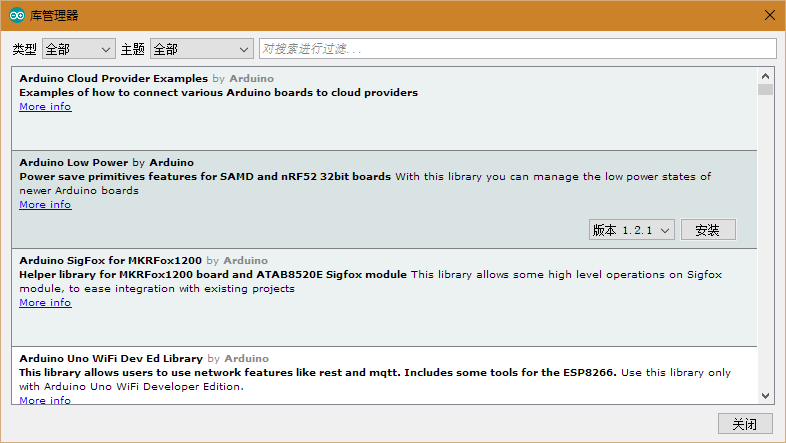 库管理器
类型 全部 主题 全部 对搜索进行过滤...
Arduino Cloud Provider Examples by Arduino
Examples of how to connect various Arduino boards to cloud providers
More info
Arduino Low Power by Arduino
Power save primitives features for SAMD and nRF52 32bit boards With this library you can manage the low power states of
newer Arduino boards
More info
版本 1.2.1 安装
Arduino SigFox for MKRFox1200 by Arduino
Helper library for MKRFox1200 board and ATAB8520E Sigfox module This library allows some high level operations on Sigfox
module, to ease integration with existing projects
More info
Arduino Uno WiFi Dev Ed Library by Arduino
This library allows users to use network features like rest and mqtt. Includes some tools for the ESP8266. Use this library only
with Arduino Uno WiFi Developer Edition.
More info
关闭